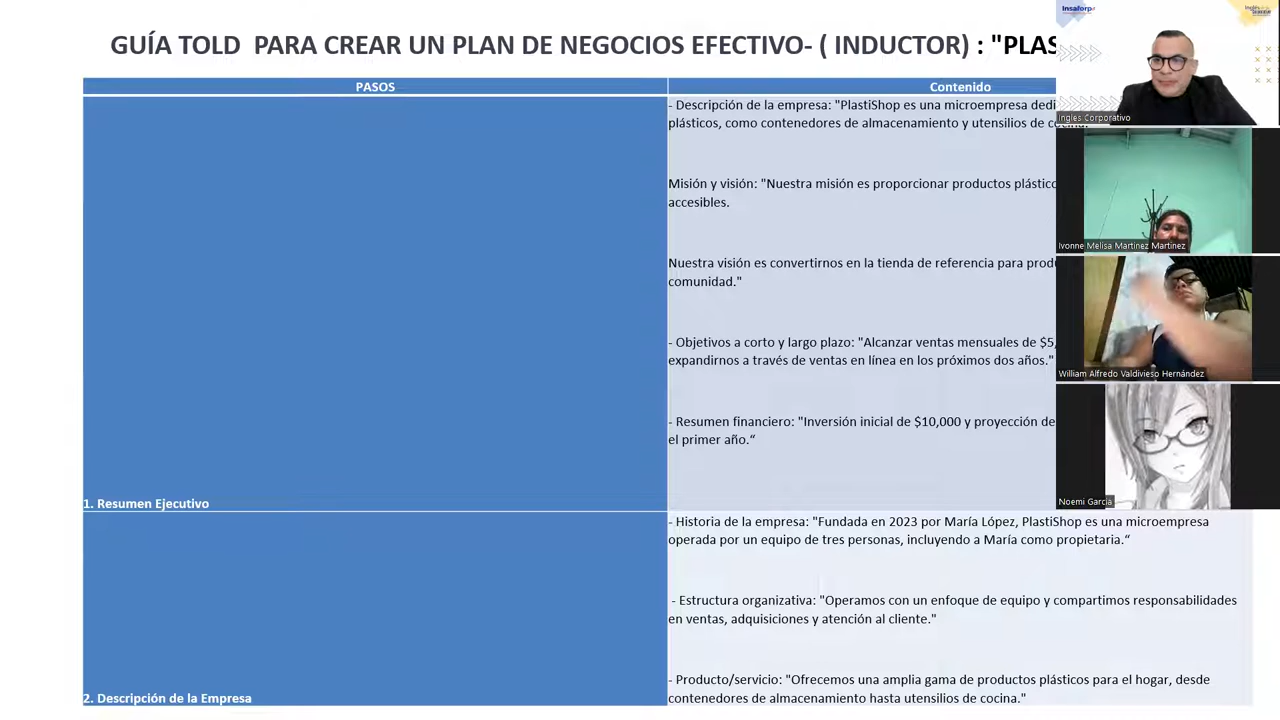 GUÍA TOLD PARA CREAR UN PLAN DE NEGOCIOS EFECTIVO- ( INDUCTOR) : "PLAS
PASOS
Contenido
- Descripción de la empresa: "PlastiShop es una microempresa dedi
plásticos, como contenedores de almacenamiento y utensilios de cocina.
Misión y visión: "Nuestra misión es proporcionar productos plástico
accesibles.
Nuestra visión es convertirnos en la tienda de referencia para produ
comunidad."
- Objetivos a corto y largo plazo: "Alcanzar ventas mensuales de $5,
expandirnos a través de ventas en línea en los próximos dos años."
- Resumen financiero: "Inversión inicial de $10,000 y proyección de
el primer año.“
1. Resumen Ejecutivo
- Historia de la empresa: "Fundada en 2023 por María López, PlastiShop es una microempresa
operada por un equipo de tres personas, incluyendo a María como propietaria.“
- Estructura organizativa: "Operamos con un enfoque de equipo y compartimos responsabilidades
en ventas, adquisiciones y atención al cliente."
- Producto/servicio: "Ofrecemos una amplia gama de productos plásticos para el hogar, desde
contenedores de almacenamiento hasta utensilios de cocina."
2. Descripción de la Empresa
Insaforp
Ingles Corporativo
Ivonne Melisa Martinez Martinez
William Alfredo Valdivieso Hernández
Noemi Garcia